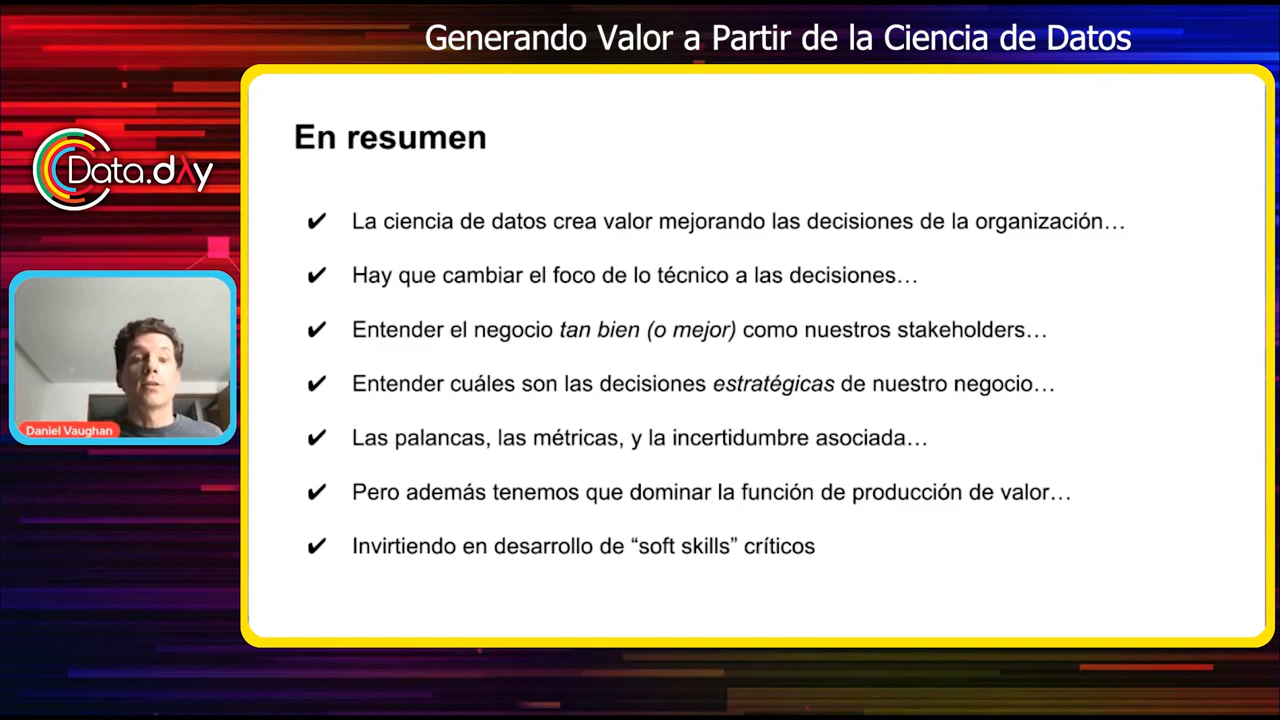 Generando Valor a Partir de la Ciencia de Datos
Data.dAy
Daniel Vaughan
En resumen
✔ La ciencia de datos crea valor mejorando las decisiones de la organización…
✔ Hay que cambiar el foco de lo técnico a las decisiones…
✔ Entender el negocio tan bien (o mejor) como nuestros stakeholders…
✔ Entender cuáles son las decisiones estratégicas de nuestro negocio…
✔ Las palancas, las métricas, y la incertidumbre asociada…
✔ Pero además tenemos que dominar la función de producción de valor…
✔ Invirtiendo en desarrollo de “soft skills” críticos